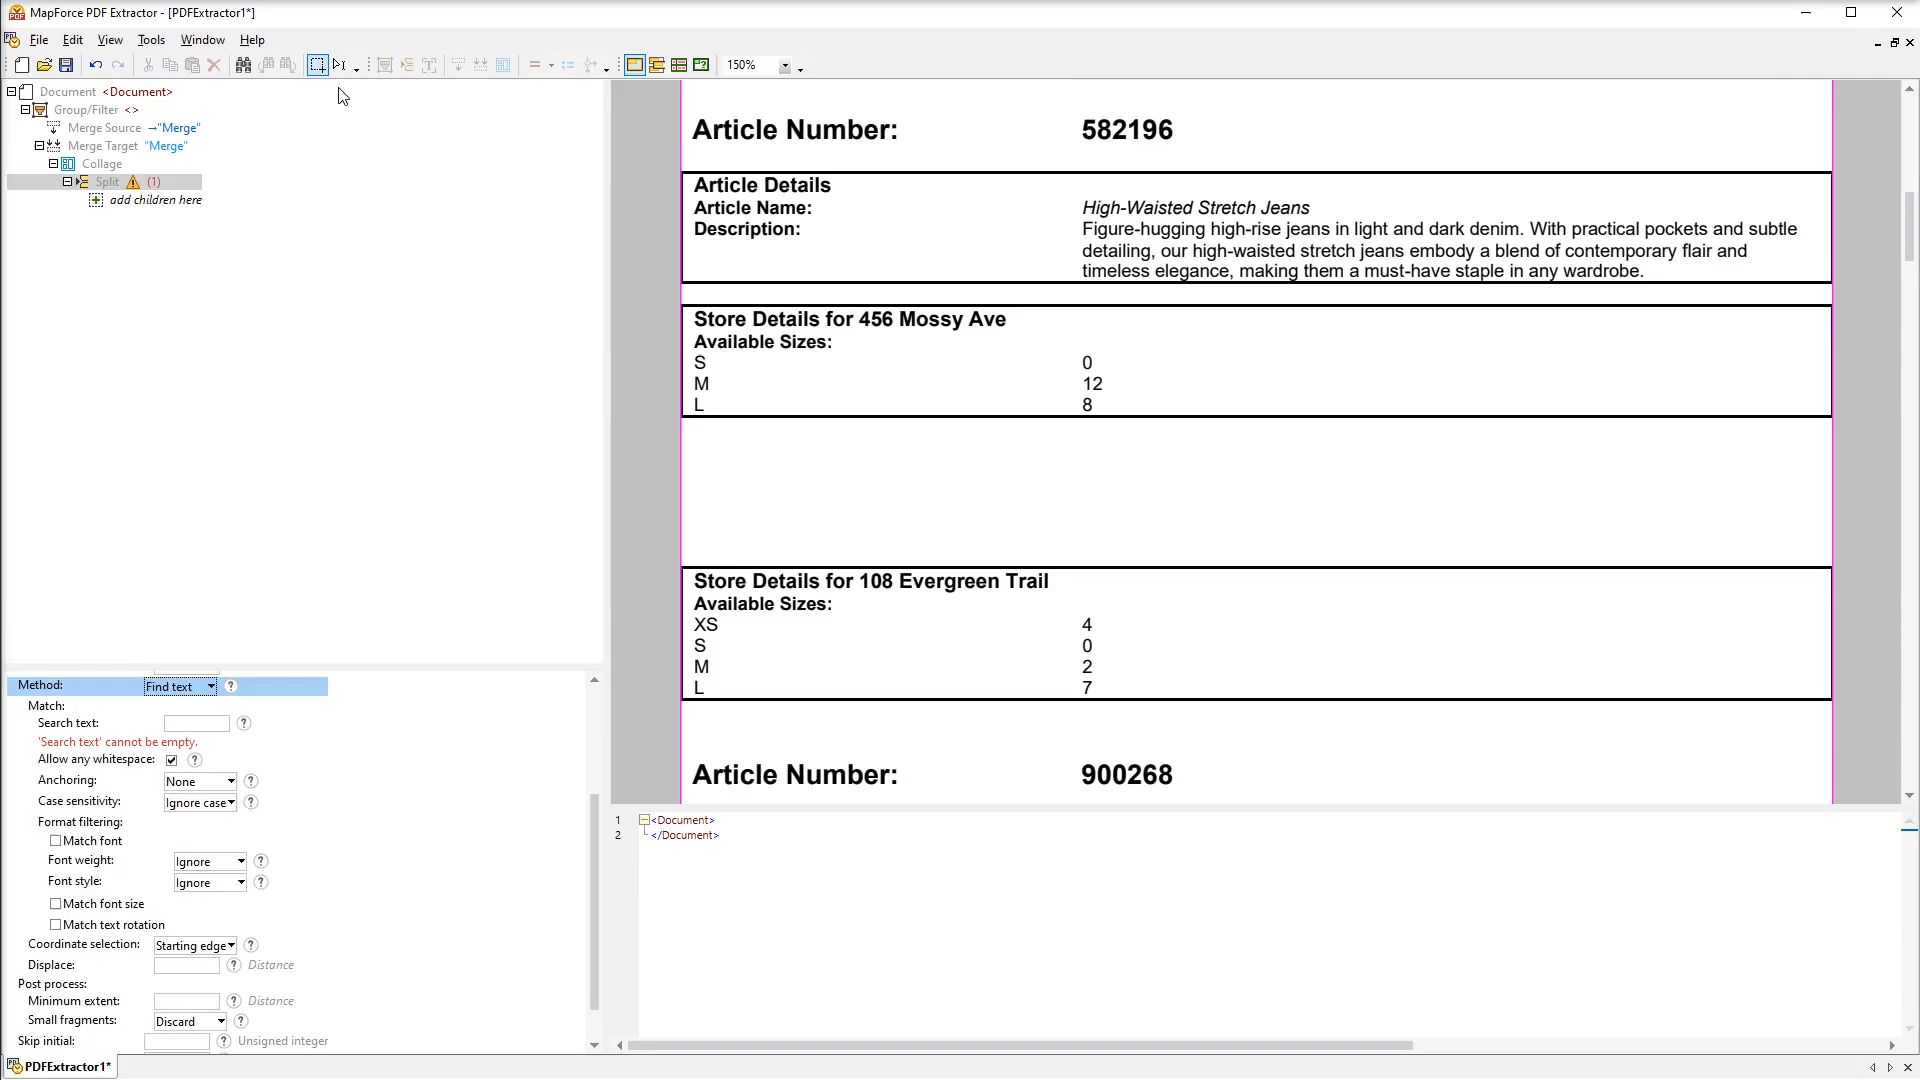 MapForce PDF Extractor - [PDFExtractor1*]
File Edit View Tools Window Help
150%
Document <Document>
Group/Filter <>
Merge Source →"Merge"
Merge Target "Merge"
Collage
Split (1)
add children here
Article Number: 582196
Article Details
Article Name: High-Waisted Stretch Jeans
Description: Figure-hugging high-rise jeans in light and dark denim. With practical pockets and subtle
detailing, our high-waisted stretch jeans embody a blend of contemporary flair and
timeless elegance, making them a must-have staple in any wardrobe.
Store Details for 456 Mossy Ave
Available Sizes:
S 0
M 12
L 8
Store Details for 108 Evergreen Trail
Available Sizes:
XS 4
S 0
M 2
L 7
Article Number: 900268
Method: Find text ?
Match:
Search text: ?
'Search text' cannot be empty.
Allow any whitespace: ?
Anchoring: None ?
Case sensitivity: Ignore case ?
Format filtering:
Match font
Font weight: Ignore ?
Font style: Ignore ?
Match font size
Match text rotation
Coordinate selection: Starting edge ?
Displace: ? Distance
Post process:
Minimum extent: ? Distance
Small fragments: Discard ?
Skip initial: ? Unsigned integer
1 <Document>
2 </Document>
PDFExtractor1*